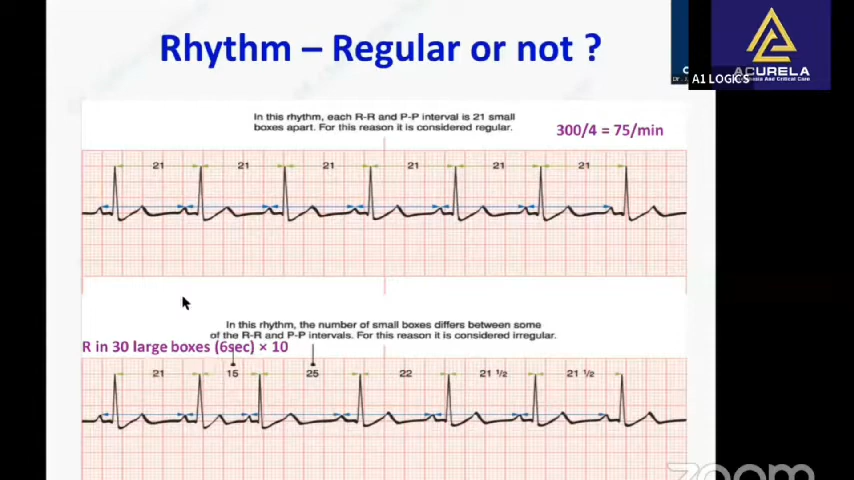 Rhythm – Regular or not ?
ACURELA
A1LOGICS
In this rhythm, each R-R and P-P interval is 21 small
boxes apart. For this reason it is considered regular.
300/4 = 75/min
21 21 21 21 21 21
In this rhythm, the number of small boxes differs between some
of the R-R and P-P intervals. For this reason it is considered irregular.
R in 30 large boxes (6sec) × 10
21 15 25 22 21 ½ 21 ½
zoom